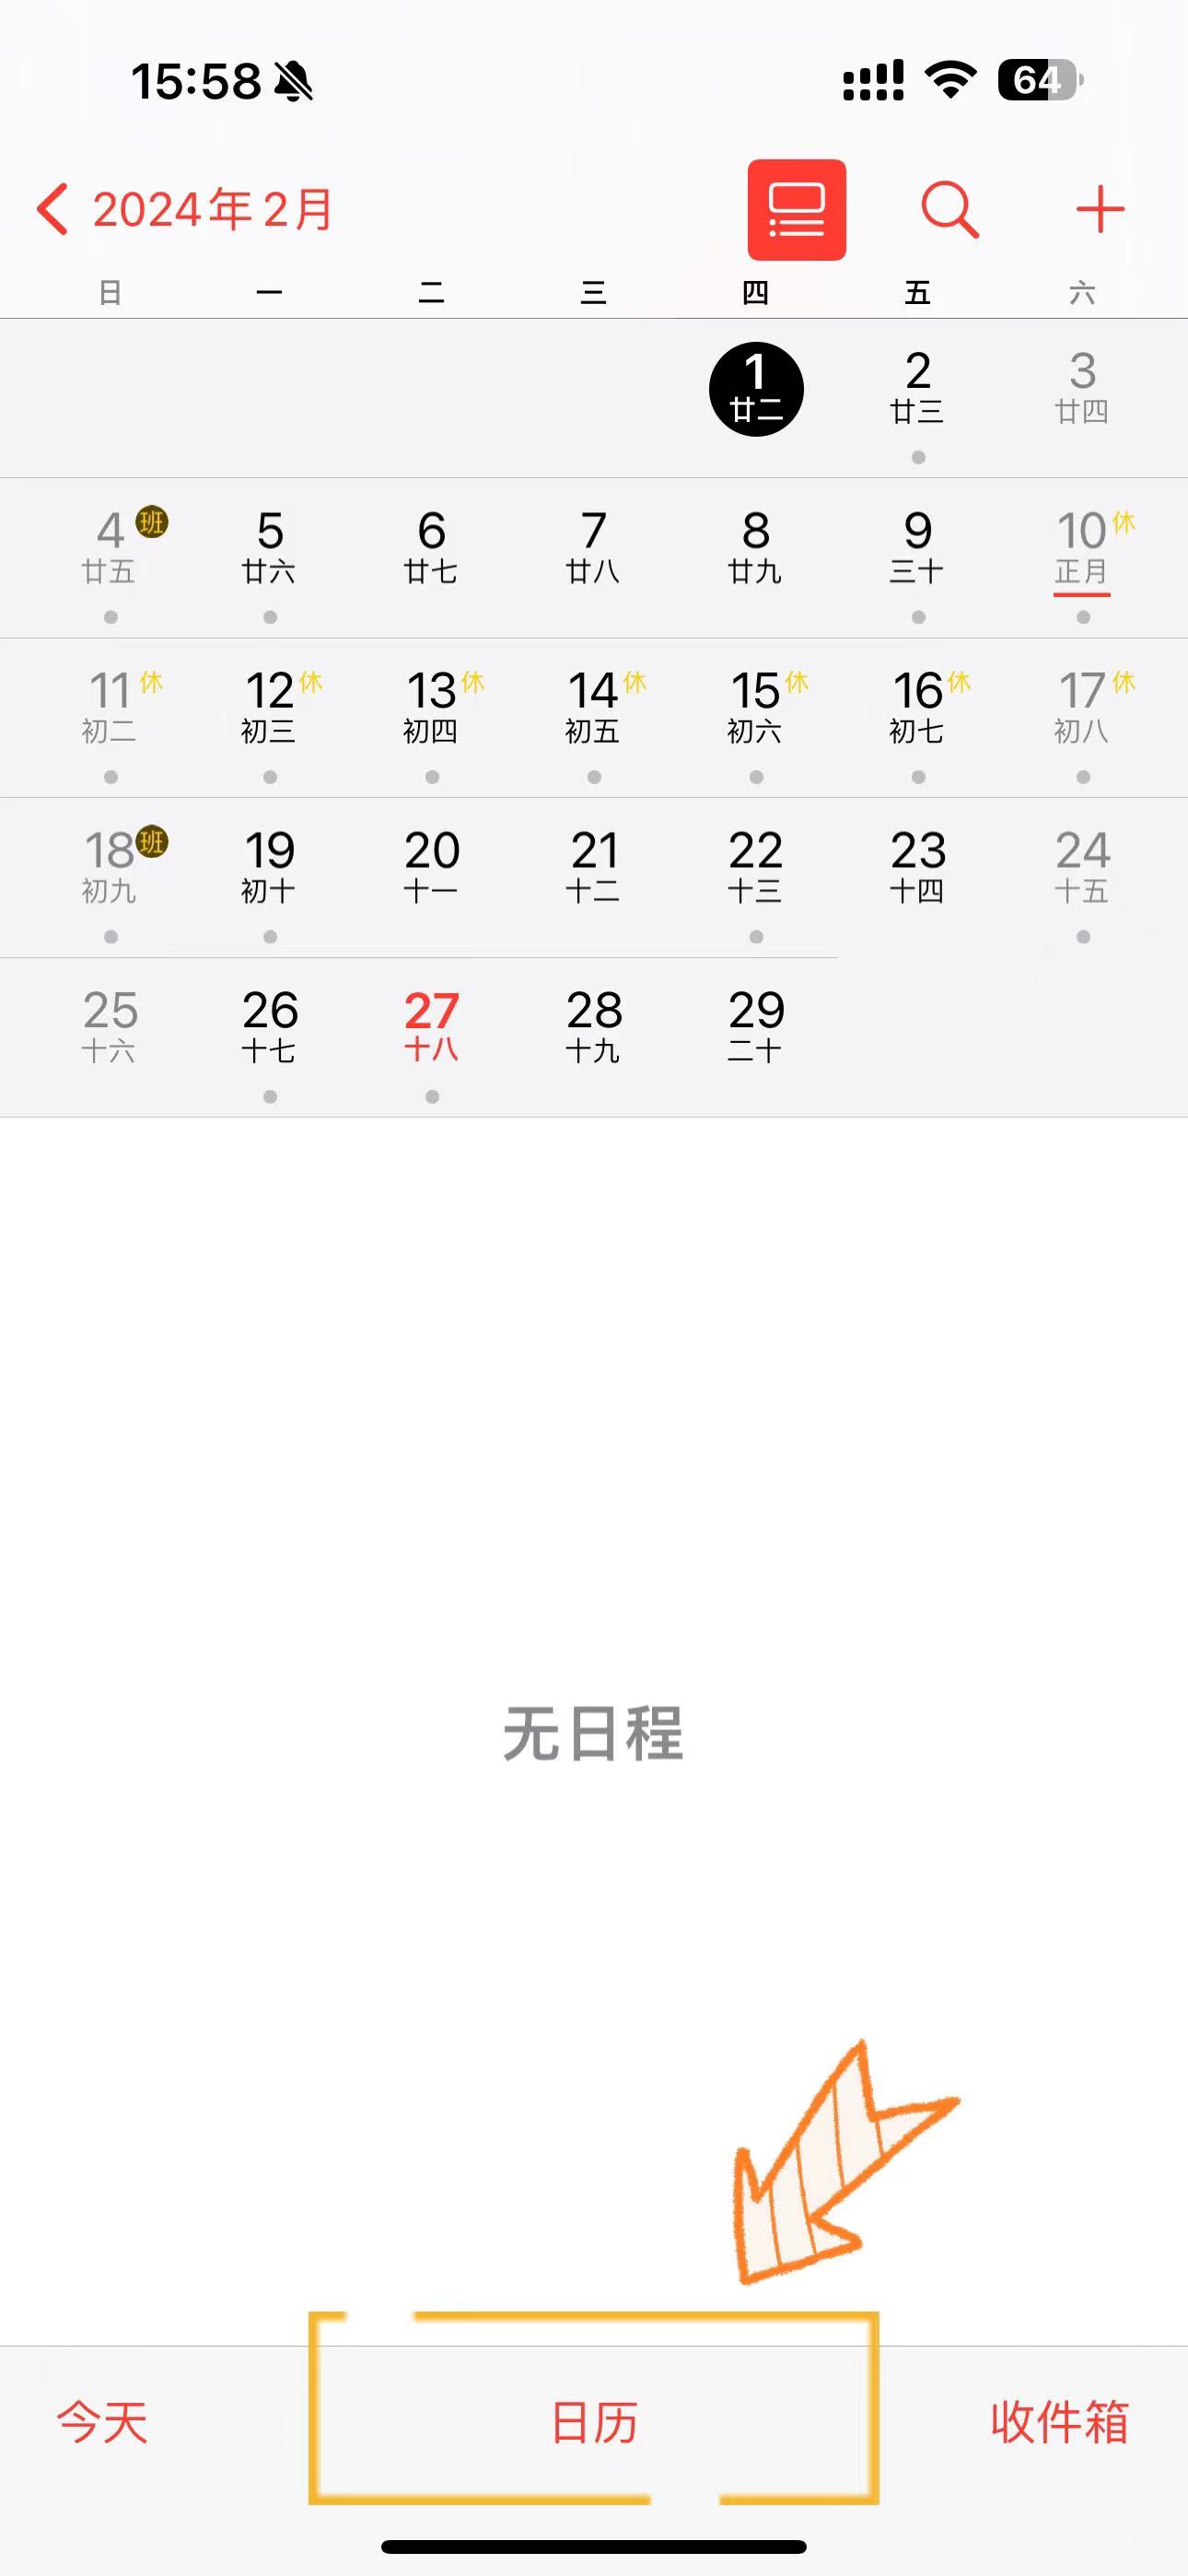 15:58 64
2024年2月
日 一 二 三 四 五 六
1 2 3
廿二 廿三 廿四
4 班 5 6 7 8 9 10 休
廿五 廿六 廿七 廿八 廿九 三十 正月
11 休 12 休 13 休 14 休 15 休 16 休 17 休
初二 初三 初四 初五 初六 初七 初八
18 班 19 20 21 22 23 24
初九 初十 十一 十二 十三 十四 十五
25 26 27 28 29
十六 十七 十八 十九 二十
无日程
今天 日历 收件箱